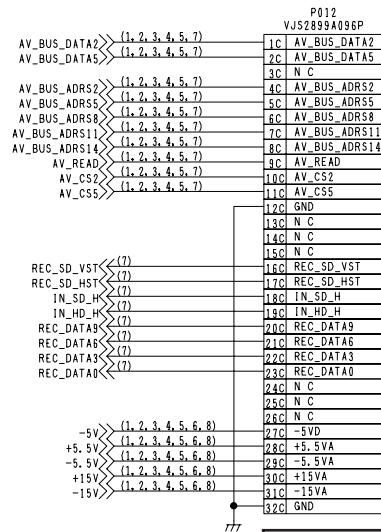 P012
VJS2899A096P
AV_BUS_DATA2 (1,2,3,4,5,7) 1C AV_BUS_DATA2
AV_BUS_DATA5 (1,2,3,4,5,7) 2C AV_BUS_DATA5
3C N C
AV_BUS_ADRS2 (1,2,3,4,5,7) 4C AV_BUS_ADRS2
AV_BUS_ADRS5 (1,2,3,4,5,7) 5C AV_BUS_ADRS5
AV_BUS_ADRS8 (1,2,3,4,5,7) 6C AV_BUS_ADRS8
AV_BUS_ADRS11 (1,2,3,4,5,7) 7C AV_BUS_ADRS11
AV_BUS_ADRS14 (1,2,3,4,5,7) 8C AV_BUS_ADRS14
AV_READ (1,2,3,4,5,7) 9C AV_READ
AV_CS2 (1,2,3,4,5,7) 10C AV_CS2
AV_CS5 (1,2,3,4,5,7) 11C AV_CS5
12C GND
13C N C
14C N C
15C N C
REC_SD_VST (7) 16C REC_SD_VST
REC_SD_HST (7) 17C REC_SD_HST
IN_SD_H (7) 18C IN_SD_H
IN_HD_H (7) 19C IN_HD_H
REC_DATA9 (7) 20C REC_DATA9
REC_DATA6 (7) 21C REC_DATA6
REC_DATA3 (7) 22C REC_DATA3
REC_DATA0 (7) 23C REC_DATA0
24C N C
25C N C
26C N C
-5V (1,2,3,4,5,6,8) 27C -5VD
+5.5V (1,2,3,4,5,6,8) 28C +5.5VA
-5.5V (1,2,3,4,5,6,8) 29C -5.5VA
+15V (1,2,3,4,5,6,8) 30C +15VA
-15V (1,2,3,4,5,6,8) 31C -15VA
32C GND